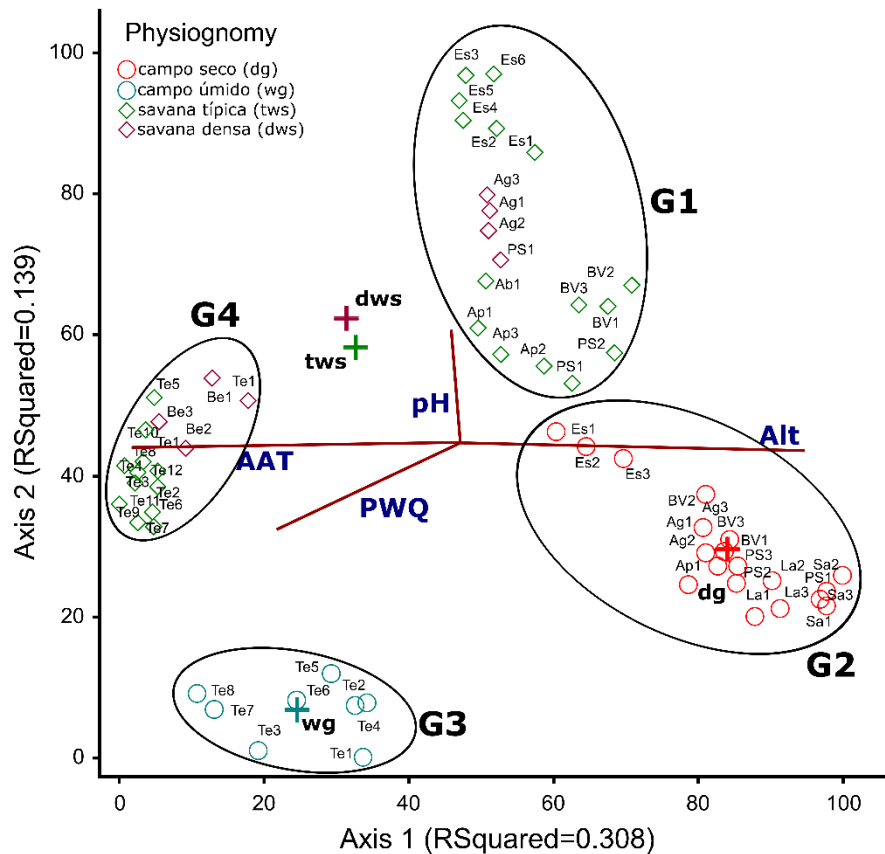 Physiognomy
campo seco (dg)
campo úmido (wg)
savana típica (tws)
savana densa (dws)
Axis 2 (RSquared=0.139)
100
80
60
40
20
0
Es3
Es6
Es5
Es4
Es2
Es1
Ag3
Ag1
Ag2
PS1
Ab1
BV2
BV3
BV1
Ap1
Ap3
Ap2
PS2
PS1
G1
dws
tws
G4
Te5
Be1
Te1
Be3
Te10
Te1
Be2
Te8
Te4
Te12
Te3
Te2
Te11
Te6
Te9
Te7
pH
AAT
Alt
PWQ
Es1
Es2
Es3
BV2
Ag3
Ag1
BV3
Ag2
BV1
PS3
Ap1
PS2
La2
Sa2
PS1
dg
La1
La3
Sa3
Sa1
G2
Te5
Te8
Te6
Te2
Te7
wg
Te4
Te3
Te1
G3
0
20
40
60
80
100
Axis 1 (RSquared=0.308)